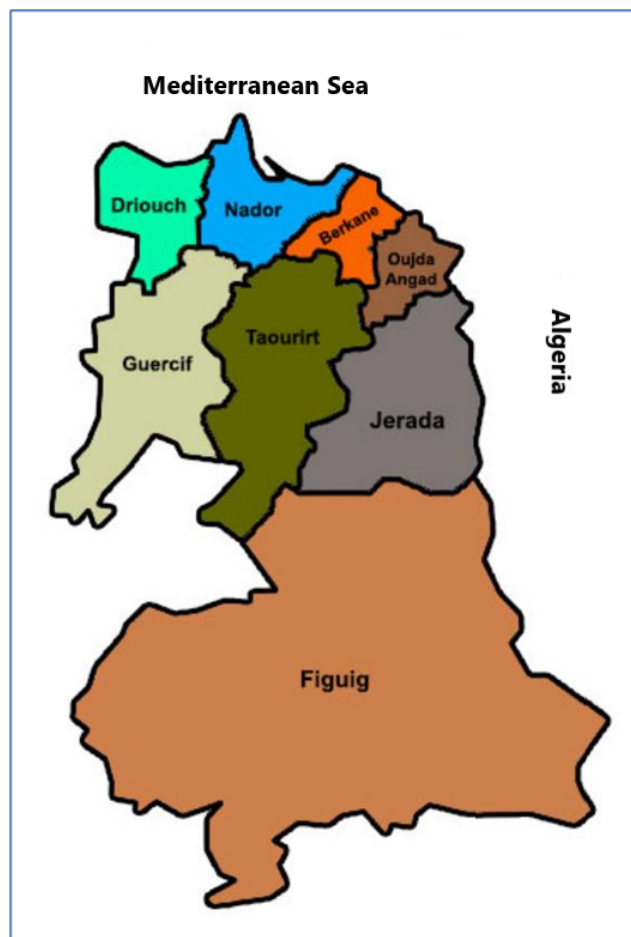 Mediterranean Sea
Driouch
Nador
Berkane
Oujda
Angad
Algeria
Guercif
Taourirt
Jerada
Figuig